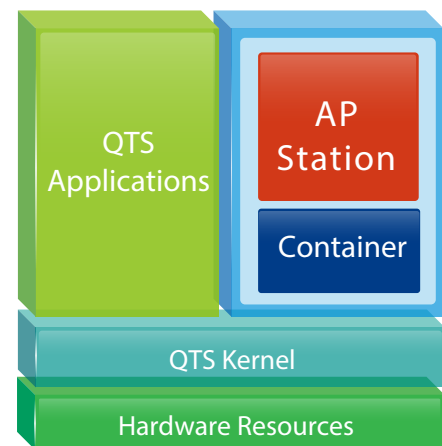 QTS
Applications
AP
Station
Container
QTS Kernel
Hardware Resources